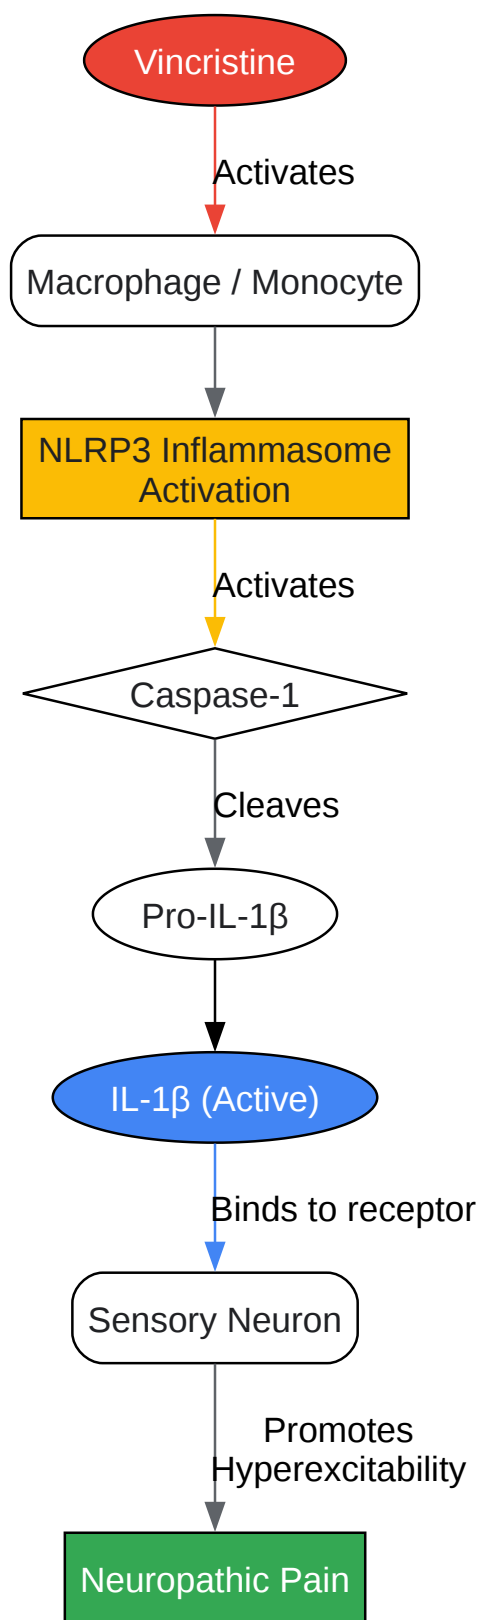 Vincristine
Activates
Macrophage / Monocyte
NLRP3 Inflammasome
Activation
Activates
Caspase-1
Cleaves
Pro-IL-1β
IL-1β (Active)
Binds to receptor
Sensory Neuron
Promotes
Hyperexcitability
Neuropathic Pain